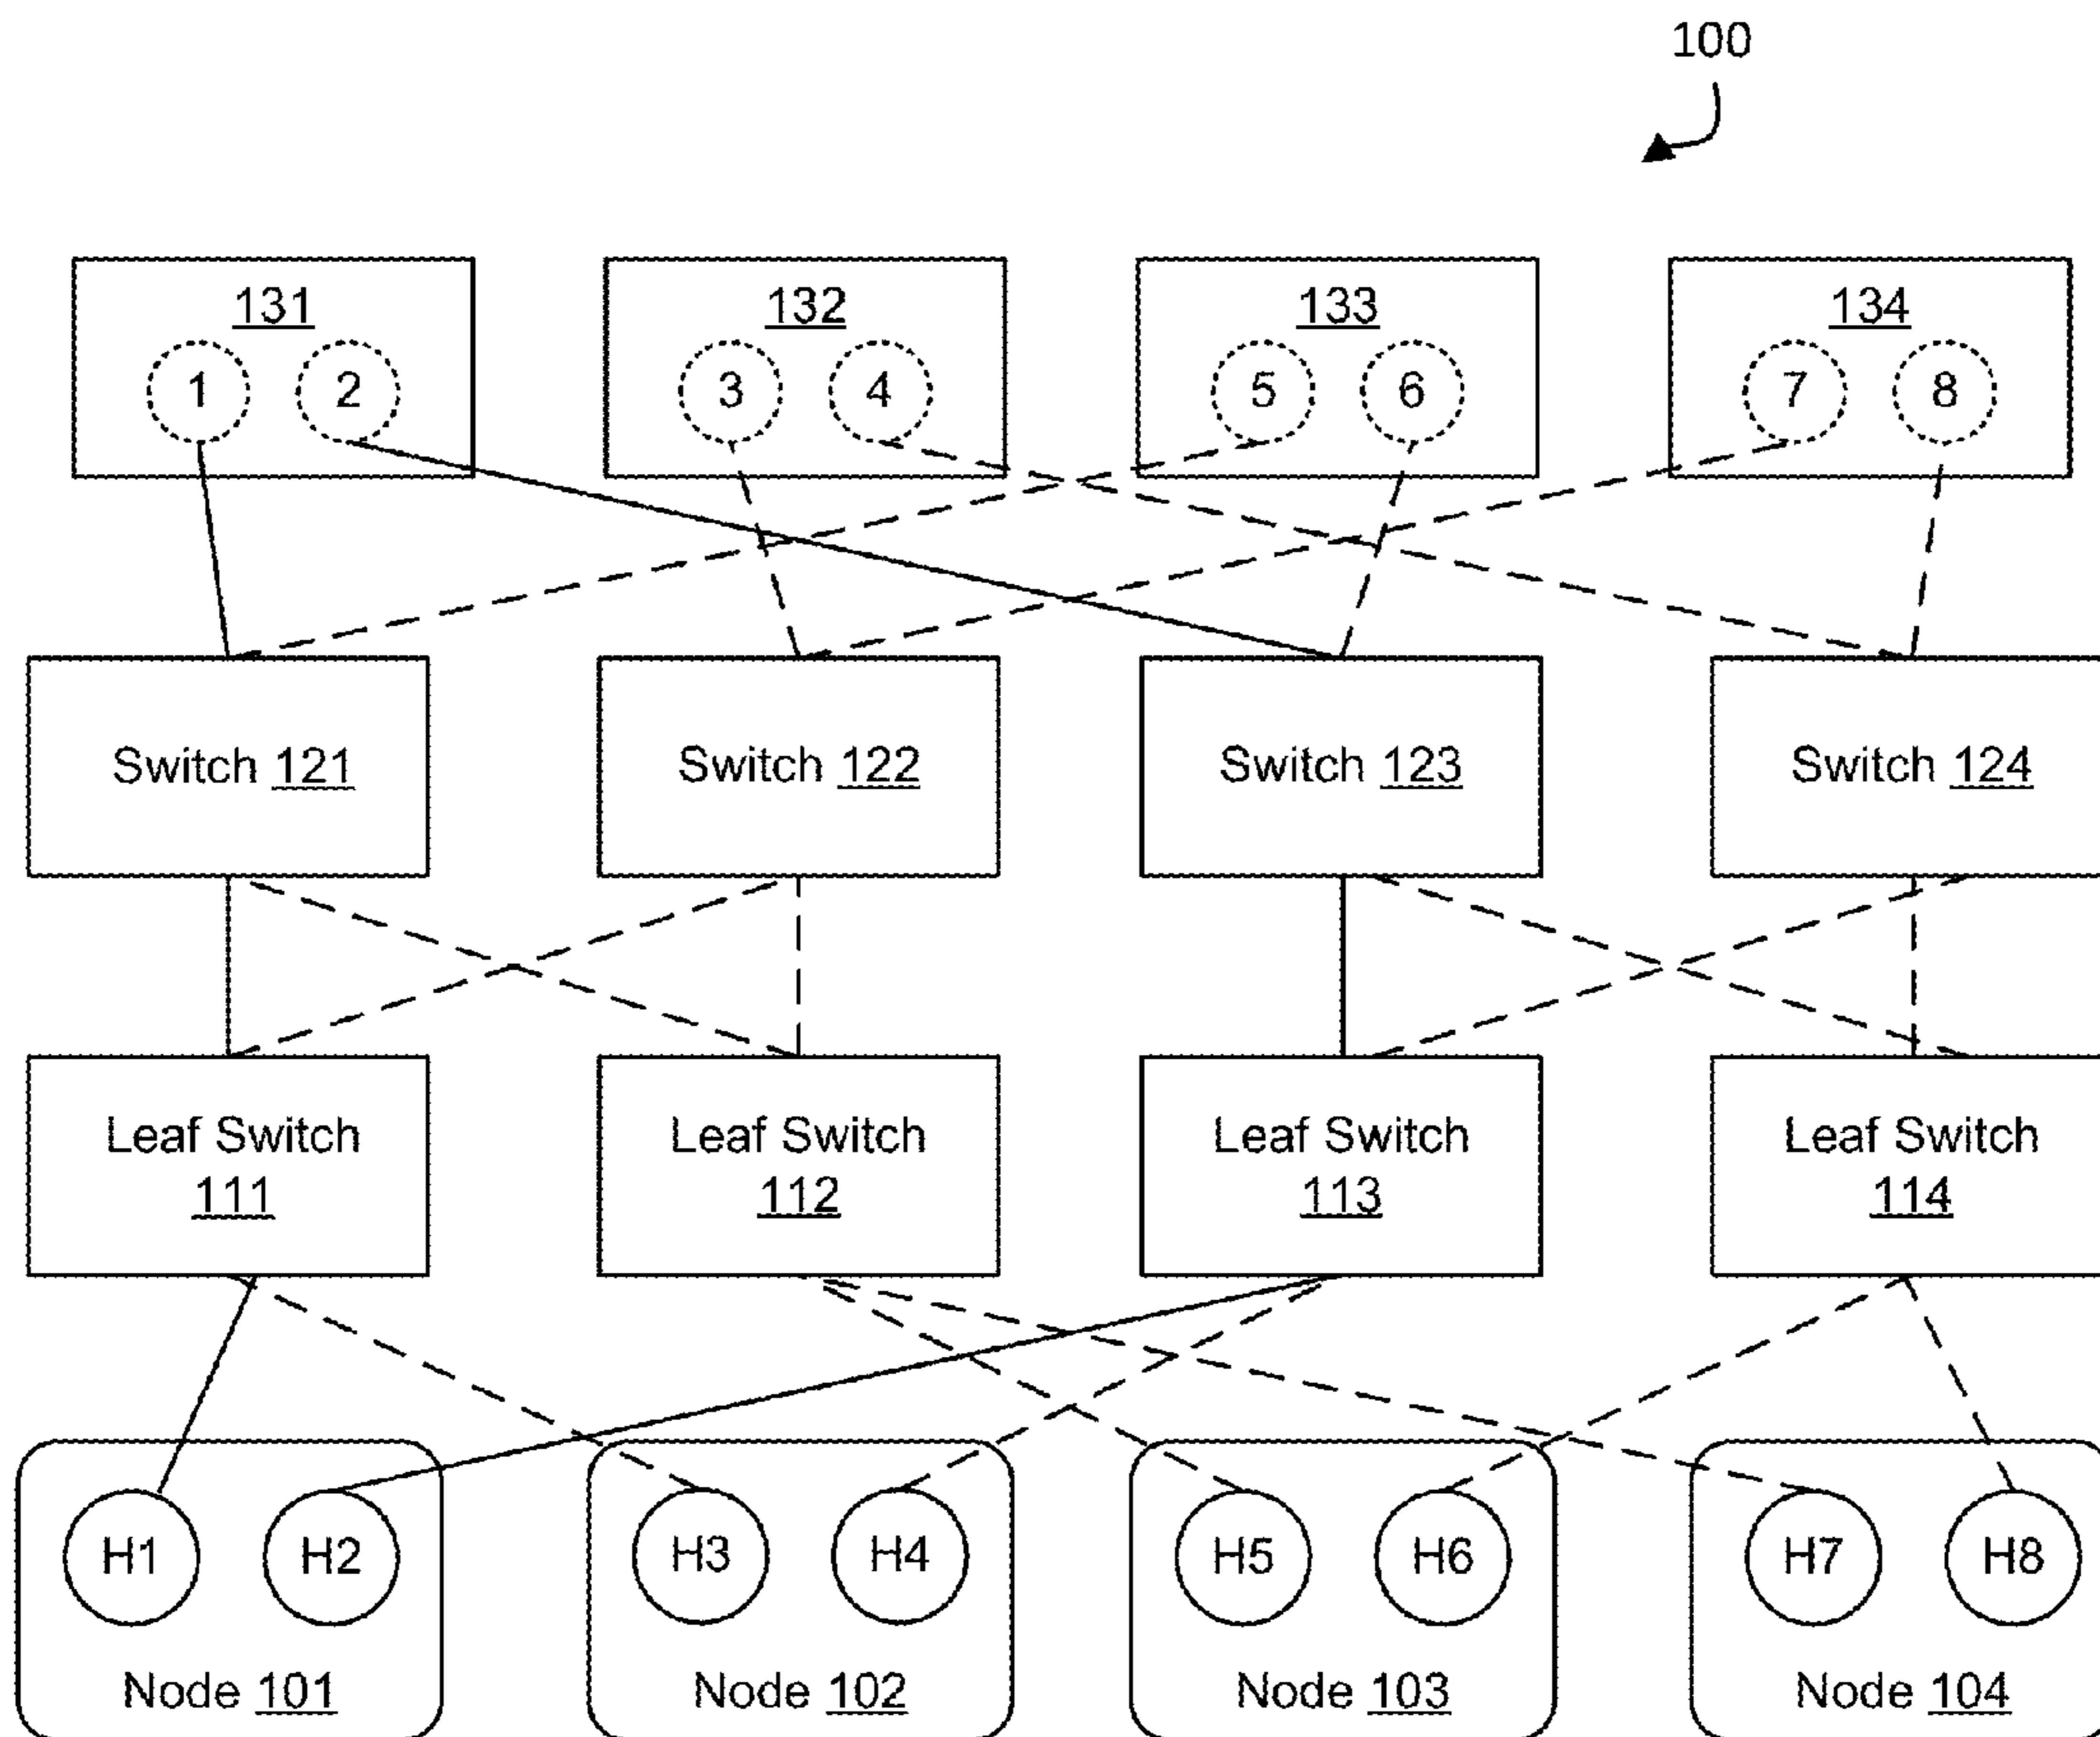 100
131 132 133 134
1 2 3 4 5 6 7 8
Switch 121 Switch 122 Switch 123 Switch 124
Leaf Switch Leaf Switch Leaf Switch Leaf Switch
111 112 113 114
H1 H2 H3 H4 H5 H6 H7 H8
Node 101 Node 102 Node 103 Node 104